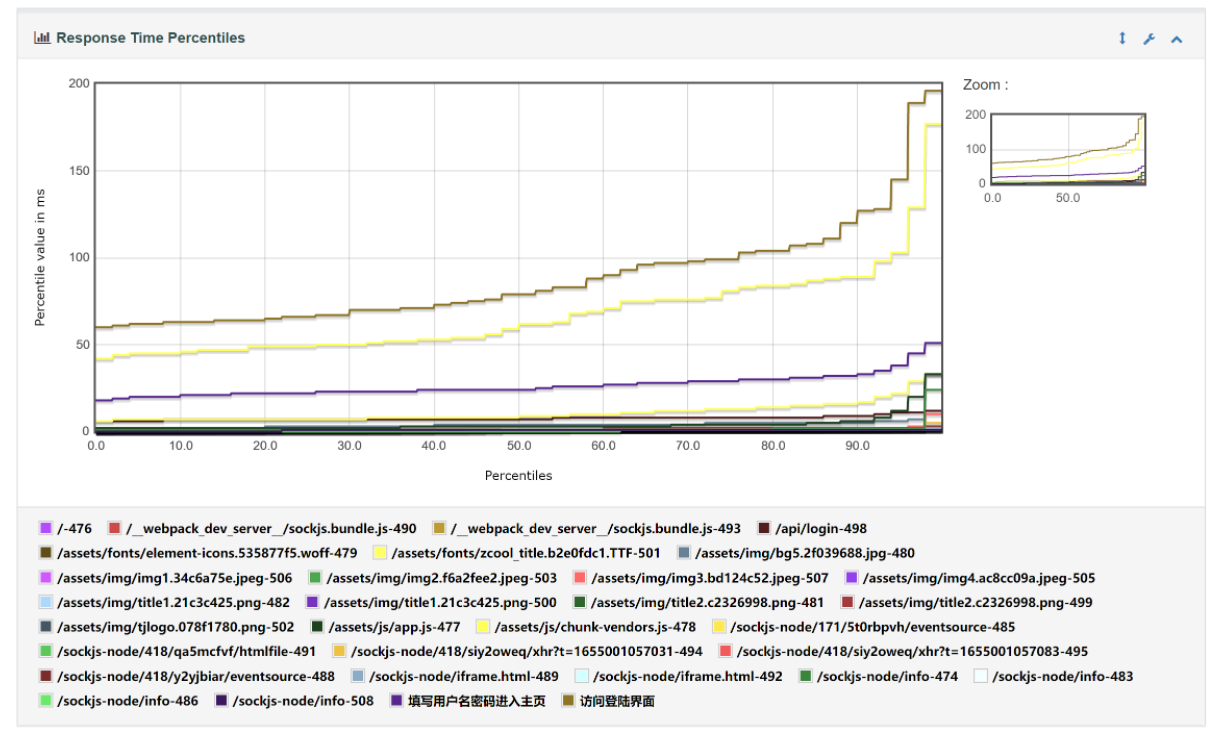 Response Time Percentiles
Zoom :
200
150
100
50
0
Percentile value in ms
0.0 10.0 20.0 30.0 40.0 50.0 60.0 70.0 80.0 90.0
Percentiles
200
100
0
0.0 50.0
/-476 /__webpack_dev_server__/sockjs.bundle.js-490 /__webpack_dev_server__/sockjs.bundle.js-493 /api/login-498
/assets/fonts/element-icons.535877f5.woff-479 /assets/fonts/zcool_title.b2e0fdc1.TTF-501 /assets/img/bg5.2f039688.jpg-480
/assets/img/img1.34c6a75e.jpeg-506 /assets/img/img2.f6a2fee2.jpeg-503 /assets/img/img3.bd124c52.jpeg-507 /assets/img/img4.ac8cc09a.jpeg-505
/assets/img/title1.21c3c425.png-482 /assets/img/title1.21c3c425.png-500 /assets/img/title2.c2326998.png-481 /assets/img/title2.c2326998.png-499
/assets/img/tjlogo.078f1780.png-502 /assets/js/app.js-477 /assets/js/chunk-vendors.js-478 /sockjs-node/171/5t0rbpvh/eventsource-485
/sockjs-node/418/qa5mcfvf/htmlfile-491 /sockjs-node/418/siy2oweq/xhr?t=1655001057031-494 /sockjs-node/418/siy2oweq/xhr?t=1655001057083-495
/sockjs-node/418/y2yjbiar/eventsource-488 /sockjs-node/iframe.html-489 /sockjs-node/iframe.html-492 /sockjs-node/info-474 /sockjs-node/info-483
/sockjs-node/info-486 /sockjs-node/info-508 填写用户名密码进入主页 访问登陆界面